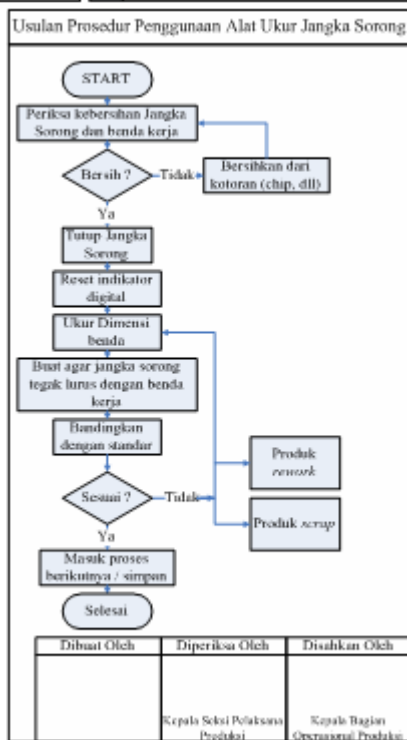 Usulan Prosedur Penggunaan Alat Ukur Jangka Sorong
START
Periksa kebersihan Jangka
Sorong dan benda kerja
Bersih ?
Tidak
Bersihkan dari
kotoran (chip, dll)
Ya
Tutup Jangka
Sorong
Reset indikator
digital
Ukur Dimensi
benda
Buat agar jangka sorong
tegak lurus dengan benda
kerja
Bandingkan
dengan standar
Produk
rework
Sesuai ?
Tidak
Produk scrap
Ya
Masuk proses
berikutnya / simpan
Selesai
Dibuat Oleh
Diperiksa Oleh
Disahkan Oleh
Kepala Seksi Pelaksana
Produksi
Kepala Bagian
Operasional Produksi